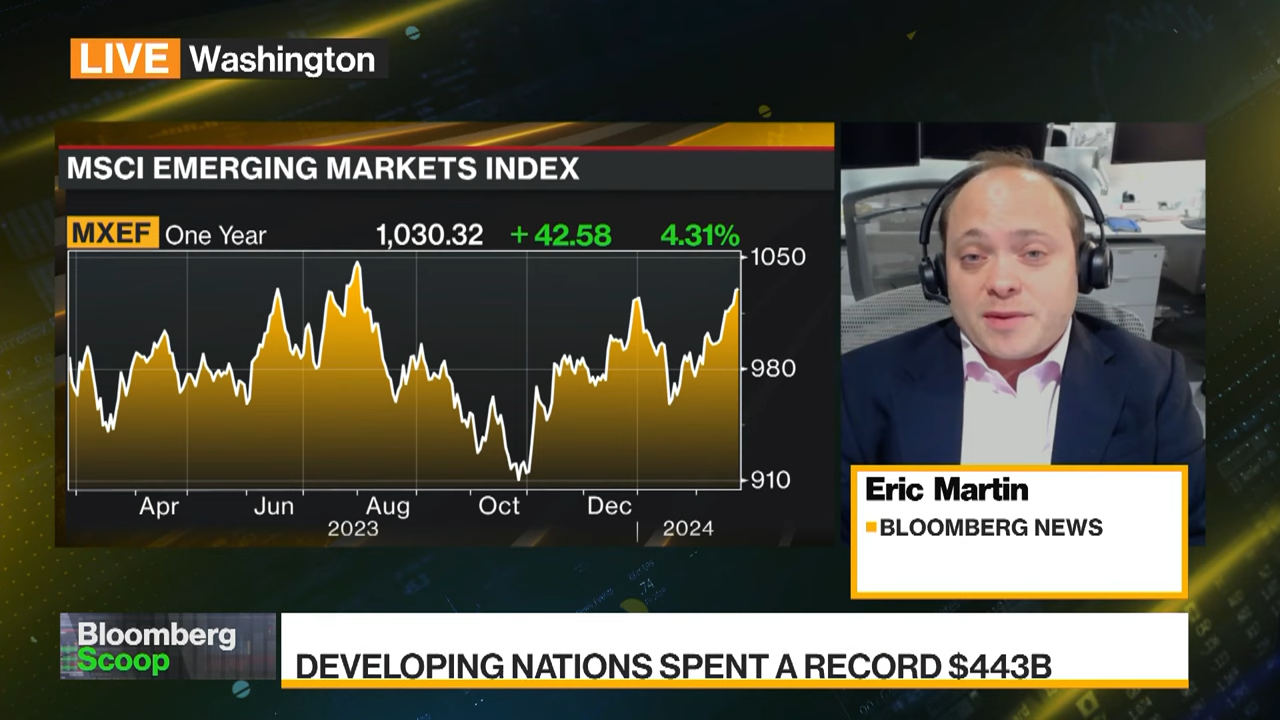 LIVE Washington
MSCI EMERGING MARKETS INDEX
MXEF One Year 1,030.32 +42.58 4.31%
1050
980
910
Apr Jun Aug Oct Dec
2023 2024
Eric Martin
BLOOMBERG NEWS
Bloomberg
Scoop
DEVELOPING NATIONS SPENT A RECORD $443B